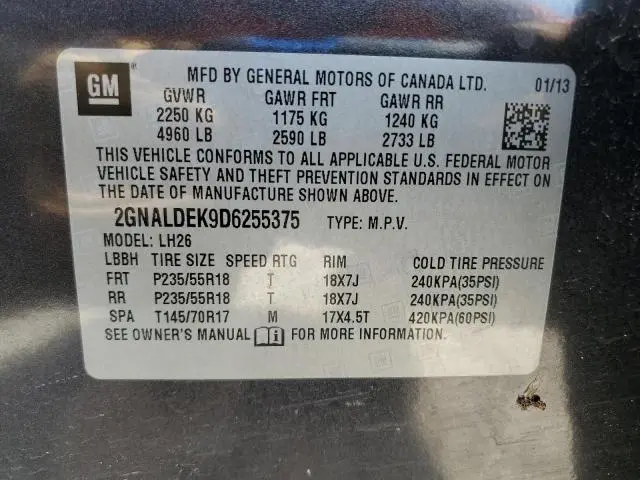 GM ® MFD BY GENERAL MOTORS OF CANADA LTD. 01/13
GVWR GAWR FRT GAWR RR
2250 KG 1175 KG 1240 KG
4960 LB 2590 LB 2733 LB
THIS VEHICLE CONFORMS TO ALL APPLICABLE U.S. FEDERAL MOTOR
VEHICLE SAFETY AND THEFT PREVENTION STANDARDS IN EFFECT ON
THE DATE OF MANUFACTURE SHOWN ABOVE.
2GNALDEK9D6255375 TYPE: M.P.V.
MODEL: LH26
LBBH TIRE SIZE SPEED RTG RIM COLD TIRE PRESSURE
FRT P235/55R18 T 18X7J 240KPA(35PSI)
RR P235/55R18 T 18X7J 240KPA(35PSI)
SPA T145/70R17 M 17X4.5T 420KPA(60PSI)
SEE OWNER'S MANUAL i FOR MORE INFORMATION.